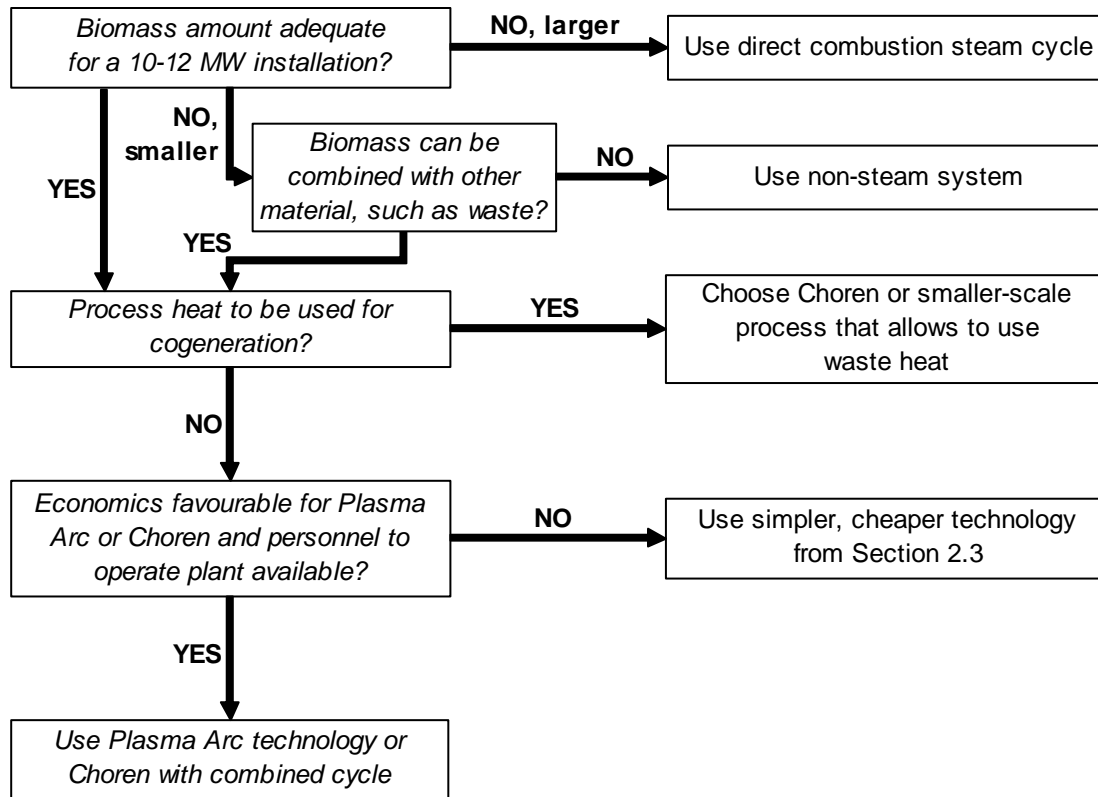 Biomass amount adequate
for a 10-12 MW installation?
NO, larger
Use direct combustion steam cycle
NO,
smaller
YES
Biomass can be
combined with other
material, such as waste?
NO
Use non-steam system
YES
Process heat to be used for
cogeneration?
YES
Choose Choren or smaller-scale
process that allows to use
waste heat
NO
Economics favourable for Plasma
Arc or Choren and personnel to
operate plant available?
NO
Use simpler, cheaper technology
from Section 2.3
YES
Use Plasma Arc technology or
Choren with combined cycle